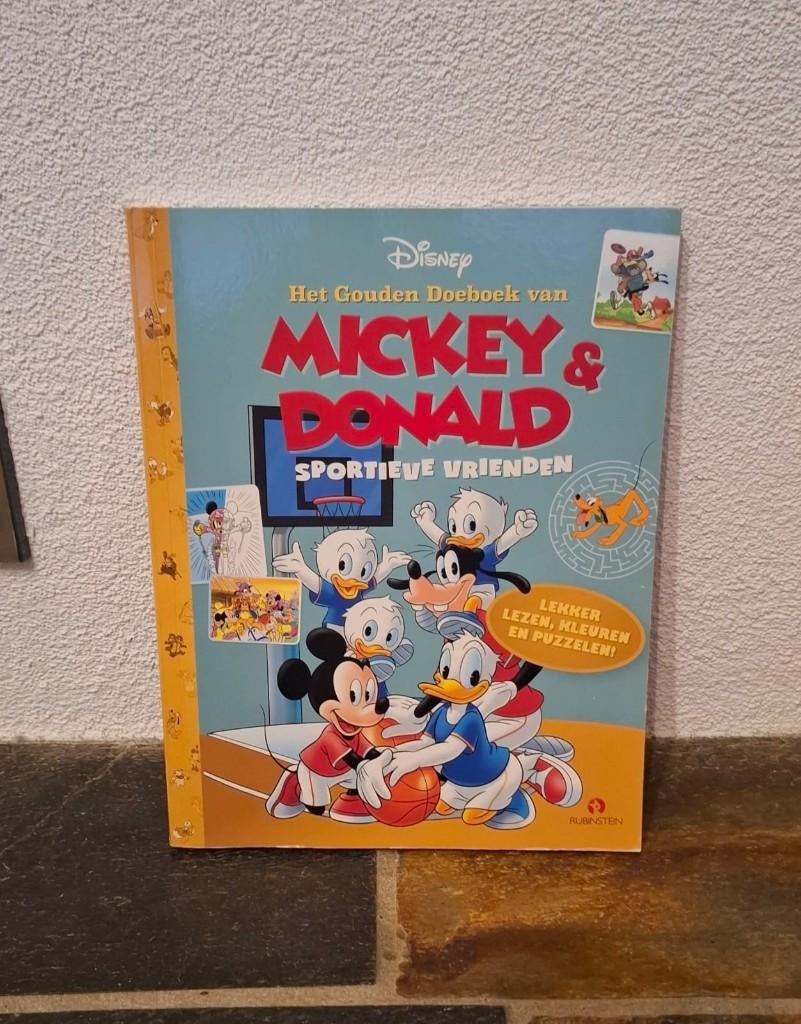 Disney
Het Gouden Doeboek van
MICKEY &
DONALD
SPORTIEVE VRIENDEN
LEKKER
LEZEN, KLEUREN
EN PUZZELEN!
RUBINSTEIN